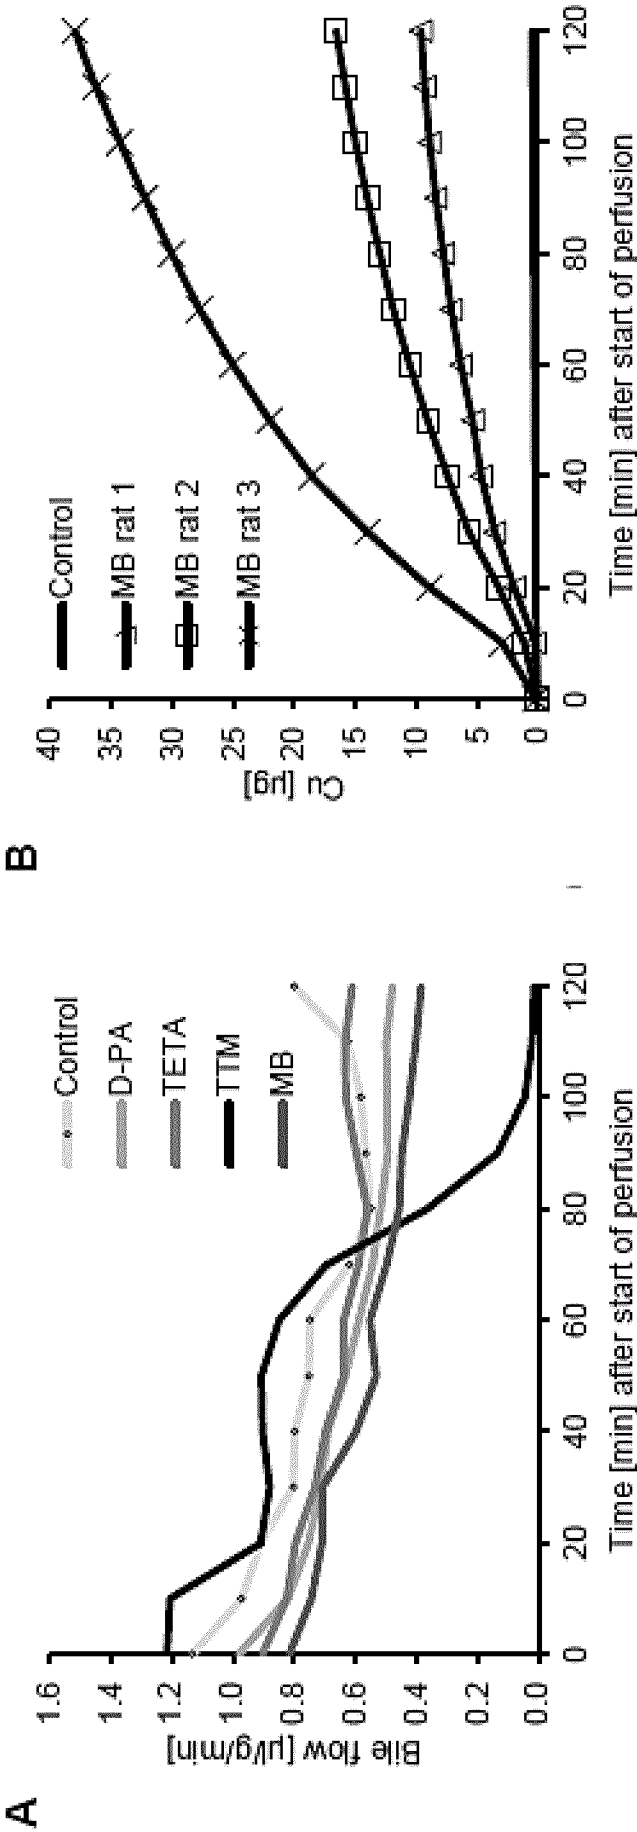 A
Bile flow [µl/g/min]
1.6
1.4
1.2
1.0
0.8
0.6
0.4
0.2
0.0
0 20 40 60 80 100 120
Time [min] after start of perfusion
Control
D-PA
TETA
TTM
MB
B
Cu [µg]
40
35
30
25
20
15
10
5
0
0 20 40 60 80 100 120
Time [min] after start of perfusion
Control
MB rat 1
MB rat 2
MB rat 3